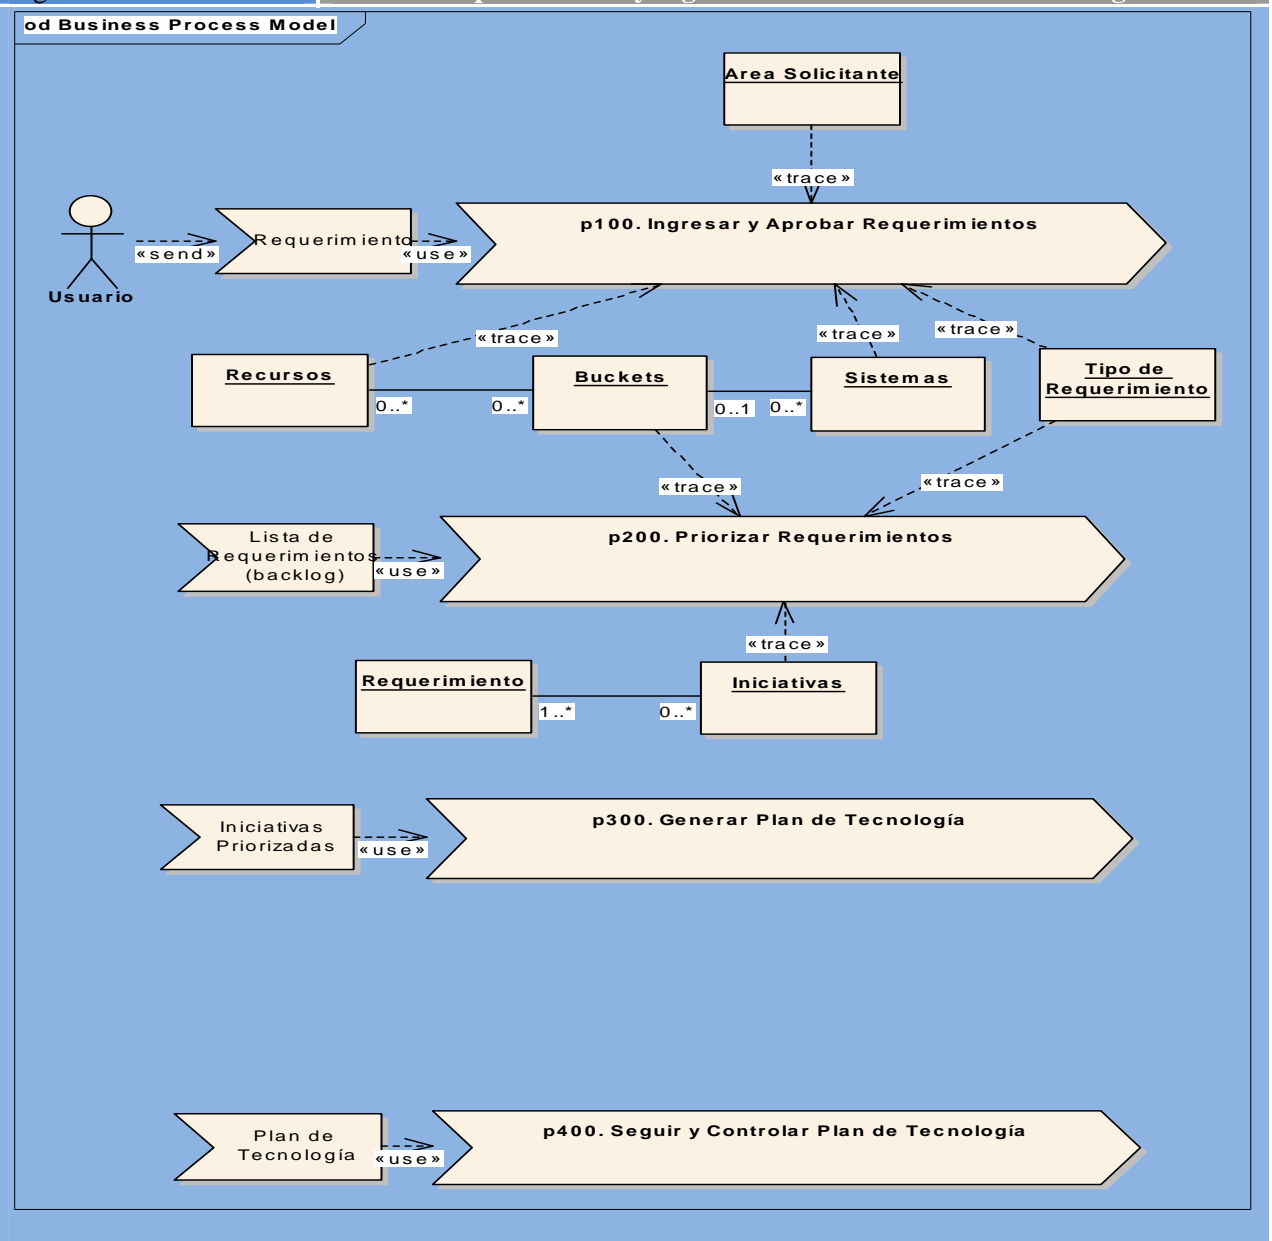 od Business Process Model
Area Solicitante
«trace»
p100. Ingresar y Aprobar Requerimientos
Requerimiento
«send»
«use»
Usuario
«trace»
«trace»
«trace»
Recursos
Buckets
Sistemas
Tipo de
Requerimiento
0..*
0..*
0..1
0..*
«trace»
«trace»
Lista de
Requerimientos
(backlog)
«use»
p200. Priorizar Requerimientos
«trace»
Requerimiento
Iniciativas
1..*
0..*
Iniciativas
Priorizadas
«use»
p300. Generar Plan de Tecnología
Plan de
Tecnología
«use»
p400. Seguir y Controlar Plan de Tecnología